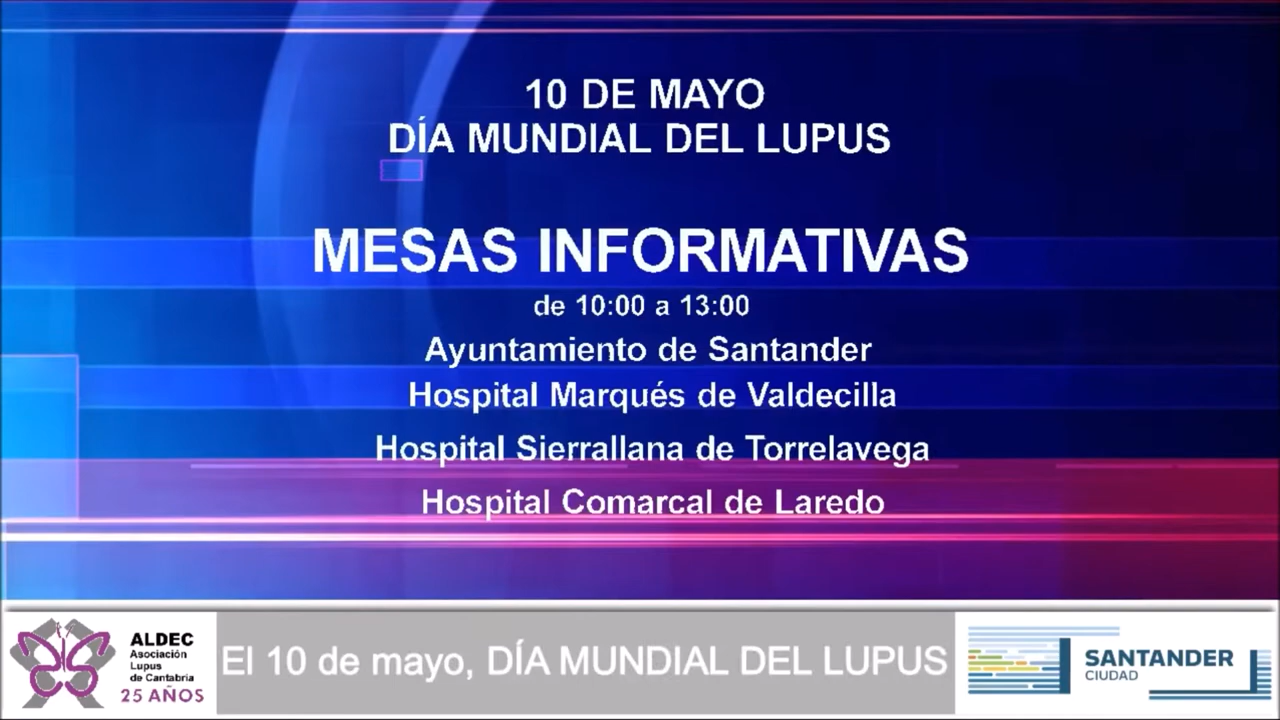 10 DE MAYO
DÍA MUNDIAL DEL LUPUS
MESAS INFORMATIVAS
de 10:00 a 13:00
Ayuntamiento de Santander
Hospital Marqués de Valdecilla
Hospital Sierrallana de Torrelavega
Hospital Comarcal de Laredo
ALDEC
Asociación
Lupus
de Cantabria
25 AÑOS
El 10 de mayo, DÍA MUNDIAL DEL LUPUS
SANTANDER
CIUDAD